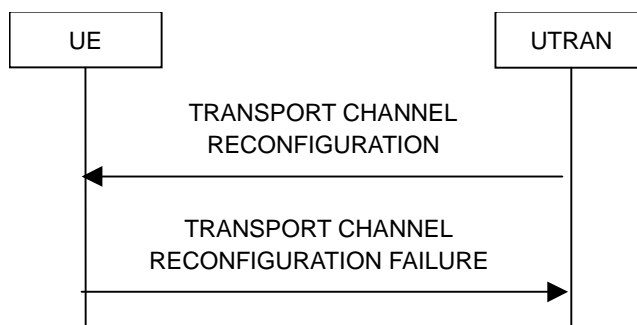 UE
UTRAN
TRANSPORT CHANNEL
RECONFIGURATION
TRANSPORT CHANNEL
RECONFIGURATION FAILURE